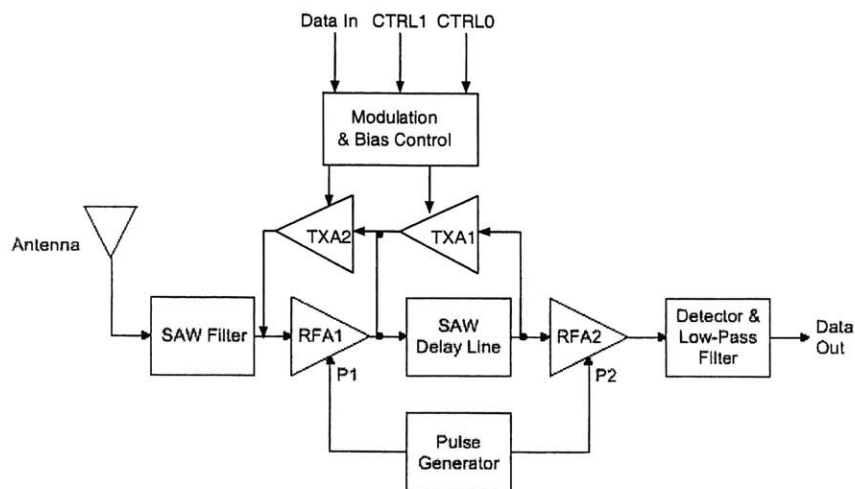 Data In CTRL1 CTRL0
Modulation
& Bias Control
TXA2
TXA1
Antenna
SAW Filter
RFA1
SAW
Delay Line
RFA2
Detector &
Low-Pass
Filter
Data
Out
P1
P2
Pulse
Generator